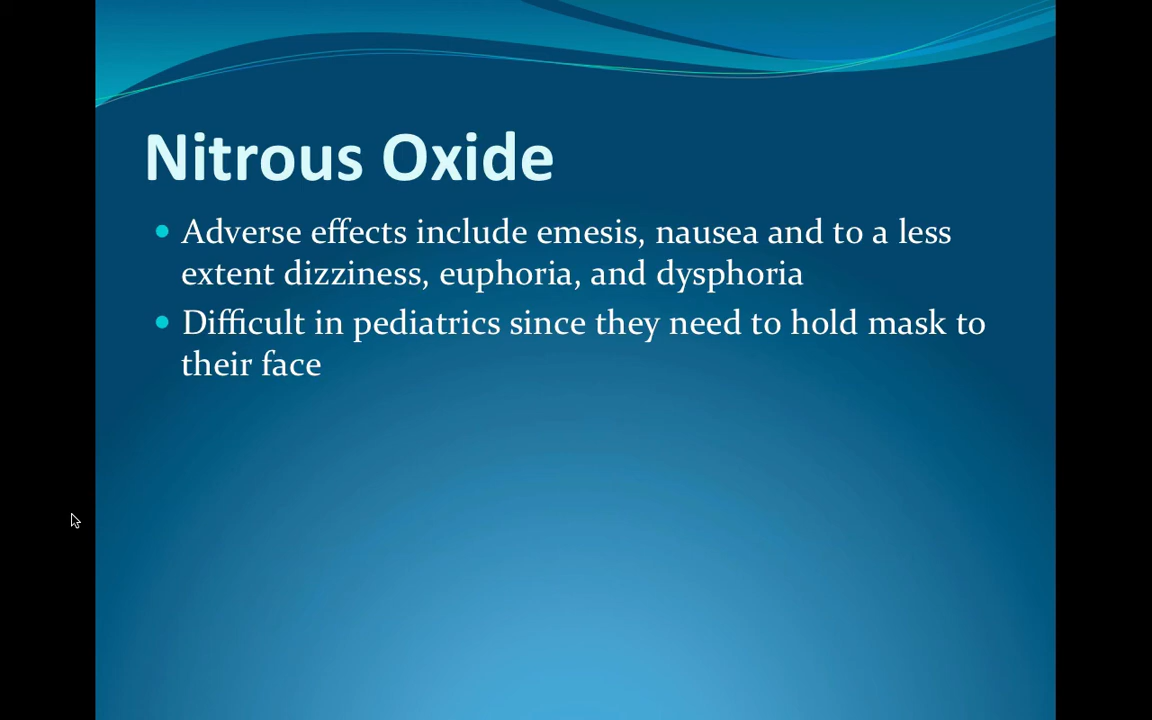 Nitrous Oxide
• Adverse effects include emesis, nausea and to a less
extent dizziness, euphoria, and dysphoria
• Difficult in pediatrics since they need to hold mask to
their face